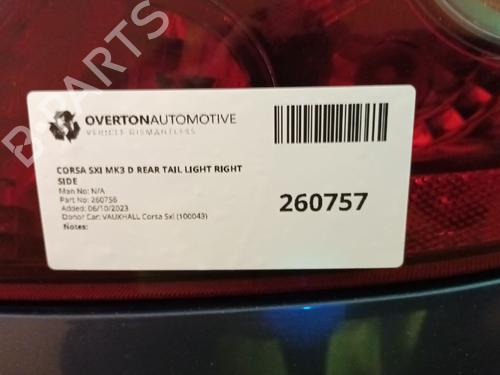 OVERTONAUTOMOTIVE
VEHICLE DISMANTLERS
CORSA SXI MK3 D REAR TAIL LIGHT RIGHT
SIDE
Man No: N/A
Part No: 260756
Added: 06/10/2023
Donor Car: VAUXHALL Corsa Sxi (100043)
Notes:
260757
B-PARTS